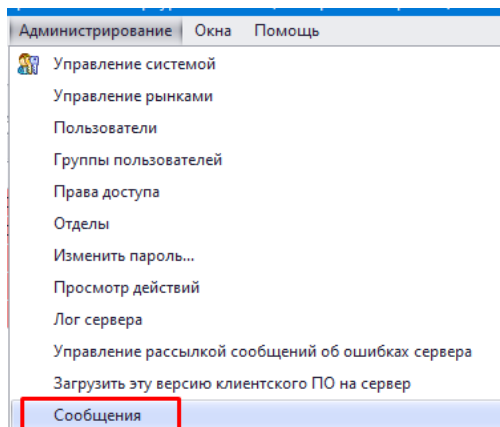 Администрирование Окна Помощь
Управление системой
Управление рынками
Пользователи
Группы пользователей
Права доступа
Отделы
Изменить пароль...
Просмотр действий
Лог сервера
Управление рассылкой сообщений об ошибках сервера
Загрузить эту версию клиентского ПО на сервер
Сообщения